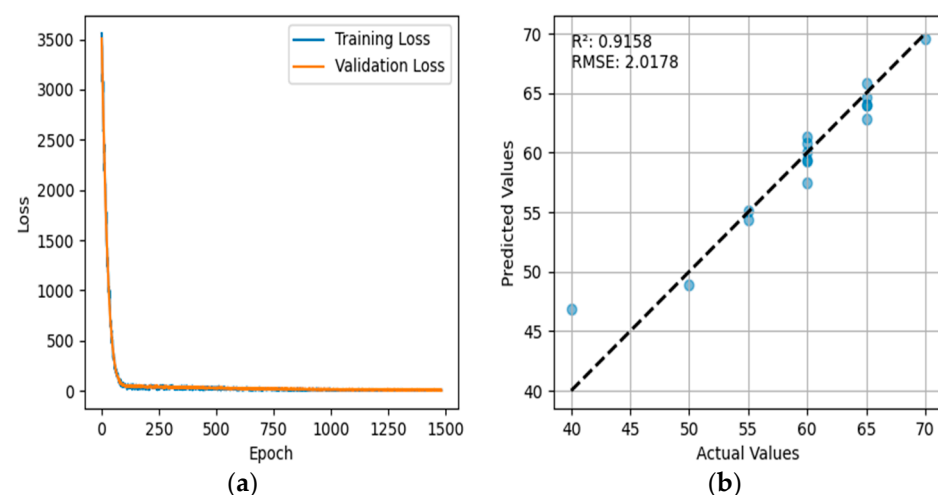 3500
3000
2500
2000
1500
1000
500
0
Loss
0 250 500 750 1000 1250 1500
Epoch
Training Loss
Validation Loss
(a)
70
65
60
55
50
45
40
Predicted Values
R²: 0.9158
RMSE: 2.0178
40 45 50 55 60 65 70
Actual Values
(b)